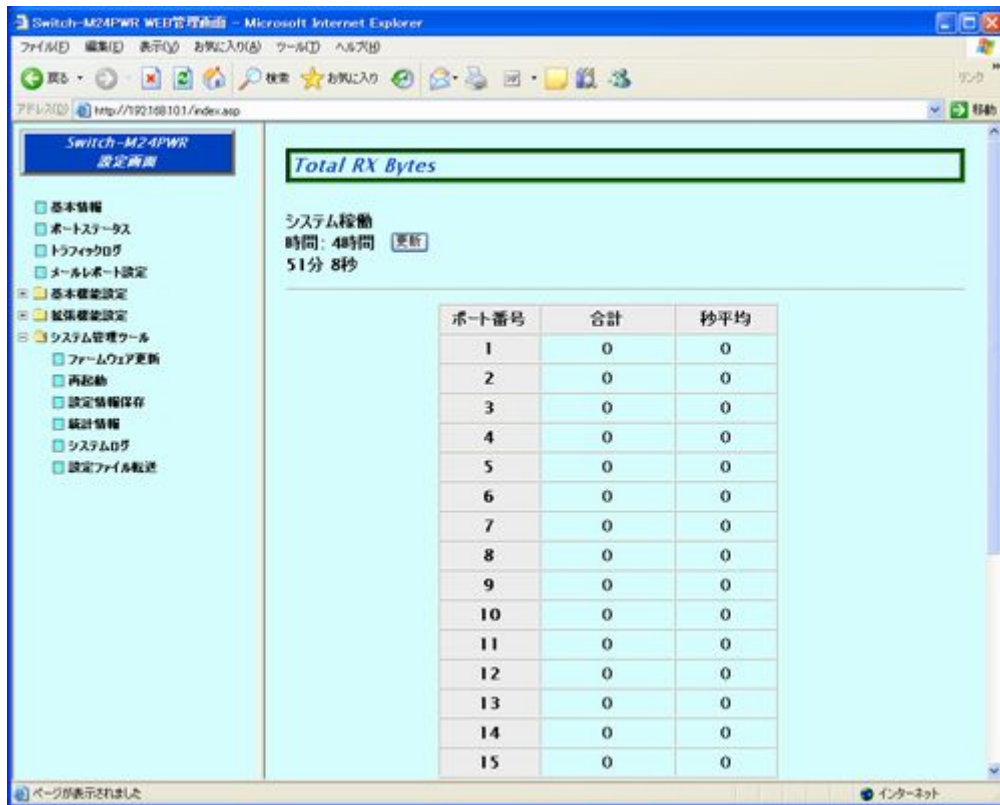 Switch-M24PWR WEB管理画面 - Microsoft Internet Explorer
ファイル(F) 編集(E) 表示(V) お気に入り(A) ツール(T) ヘルプ(H)
戻る 検索 お気に入り リンク
アドレス(D) http://192.168.10.1/index.asp 移動
Switch-M24PWR
設定画面
基本情報
ポートステータス
トラフィックログ
メールレポート設定
基本機能設定
拡張機能設定
システム管理ツール
ファームウェア更新
再起動
設定情報保存
統計情報
システムログ
設定ファイル転送
Total RX Bytes
システム稼働
時間: 4時間 更新
51分 8秒
ポート番号 合計 秒平均
1 0 0
2 0 0
3 0 0
4 0 0
5 0 0
6 0 0
7 0 0
8 0 0
9 0 0
10 0 0
11 0 0
12 0 0
13 0 0
14 0 0
15 0 0
ページが表示されました インターネット